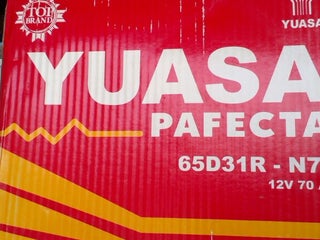 TOP
BRAND
YUASA
YUASA
PAFECTA
65D31R - N7
12V 70 A